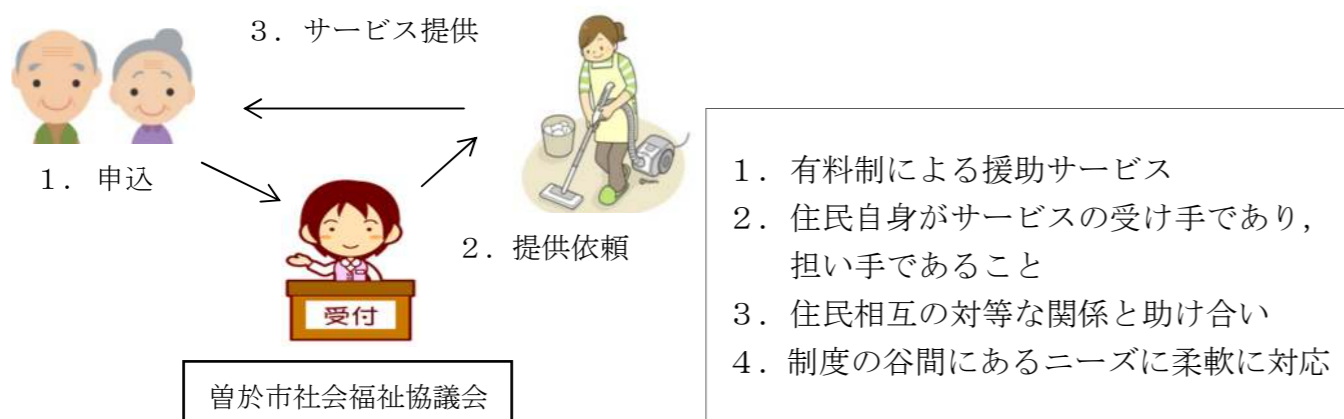 ３．サービス提供
１．申込
２．提供依頼
受付
曽於市社会福祉協議会
１．有料制による援助サービス
２．住民自身がサービスの受け手であり，
担い手であること
３．住民相互の対等な関係と助け合い
４．制度の谷間にあるニーズに柔軟に対応